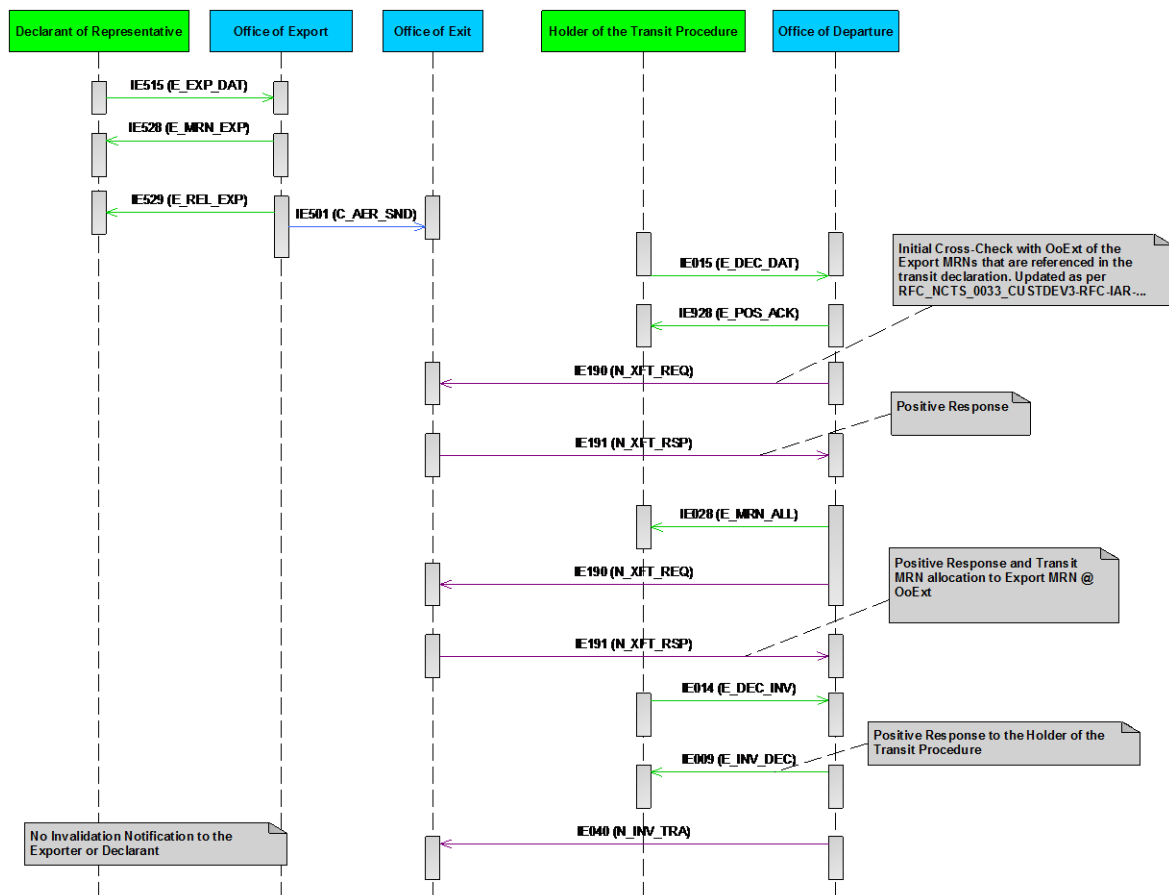 Declarant of Representative
Office of Export
Office of Exit
Holder of the Transit Procedure
Office of Departure
IE515 (E_EXP_DAT)
IE528 (E_MRN_EXP)
IE529 (E_REL_EXP)
IE501 (C_AER_SND)
Initial Cross-Check with OoExt of the
Export MRNs that are referenced in the
transit declaration. Updated as per
RFC_NCTS_0033_CUSTDEV3-RFC-IAR-...
IE015 (E_DEC_DAT)
IE928 (E_POS_ACK)
IE190 (N_XFT_REQ)
Positive Response
IE191 (N_XFT_RSP)
IE028 (E_MRN_ALL)
Positive Response and Transit
MRN allocation to Export MRN @
OoExt
IE190 (N_XFT_REQ)
IE191 (N_XFT_RSP)
IE014 (E_DEC_INV)
Positive Response to the Holder of the
Transit Procedure
IE009 (E_INV_DEC)
IE040 (N_INV_TRA)
No Invalidation Notification to the
Exporter or Declarant